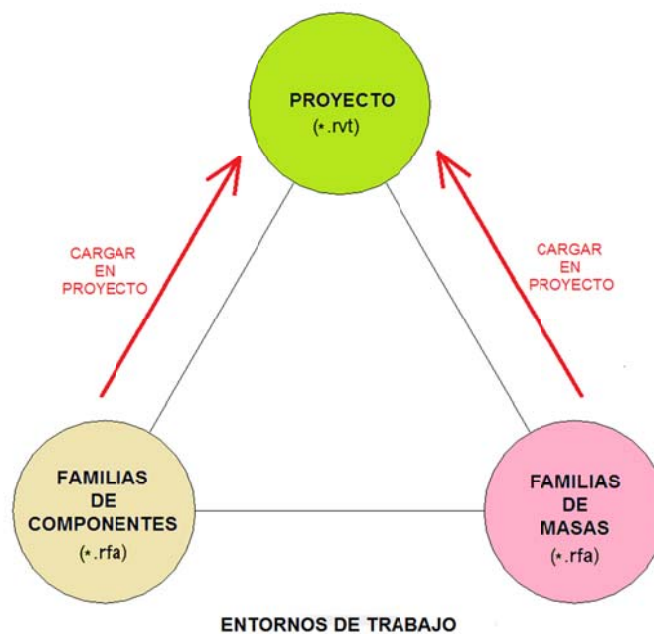 PROYECTO
(*.rvt)
CARGAR
EN
PROYECTO
CARGAR
EN
PROYECTO
FAMILIAS
DE
COMPONENTES
(*.rfa)
FAMILIAS
DE
MASAS
(*.rfa)
ENTORNOS DE TRABAJO